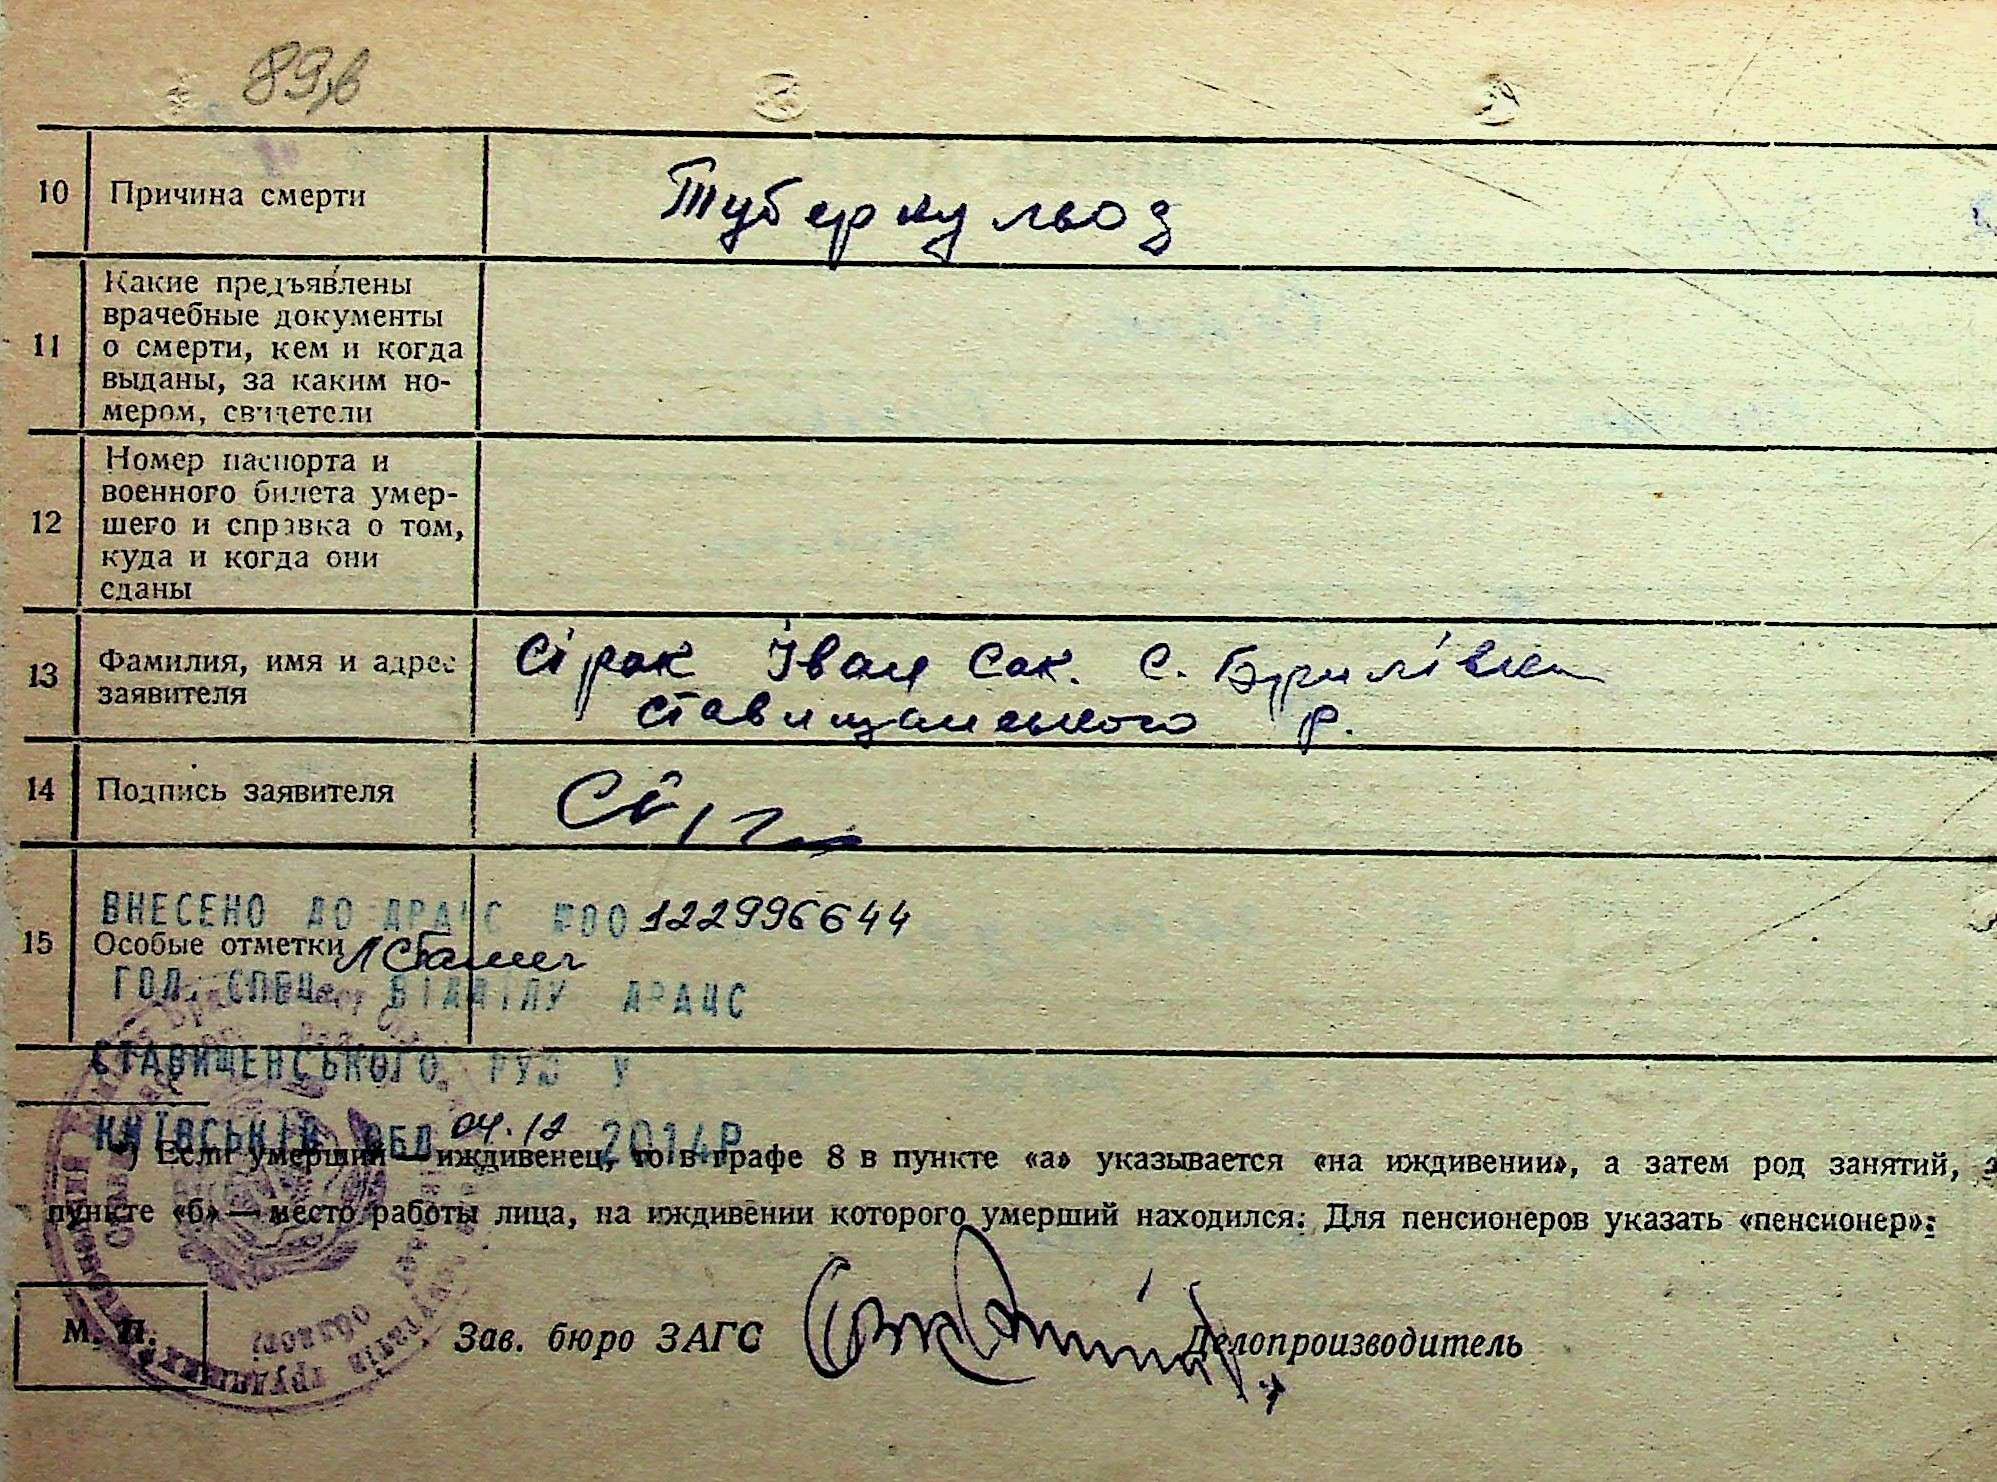 89,в
10 Причина смерти Туберкульоз
11 Какие предъявлены
врачебные документы
о смерти, кем и когда
выданы, за каким но-
мером, свидетели
12 Номер паспорта и
военного билета умер-
шего и справка о том,
куда и когда они
сданы
13 Фамилия, имя и адрес
заявителя
Сірак Іван Сак. с. Брилівка
Ставищанського р.
14 Подпись заявителя
ВНЕСЕНО ДО ДРАЦС 00122996644
15 Особые отметки
ГОЛ. СПЕЦ. ВІДДІЛУ ДРАЦС
СТАВИЩЕНСЬКОГО РУЮ У
КИЇВСЬКІЙ ОБЛ 04.12 2014Р
*) Если умерший — иждивенец, то в графе 8 в пункте «а» указывается «на иждивении», а затем род занятий,
пункте «б» — место работы лица, на иждивении которого умерший находился. Для пенсионеров указать «пенсионер».
М. П. Зав. бюро ЗАГС Делопроизводитель